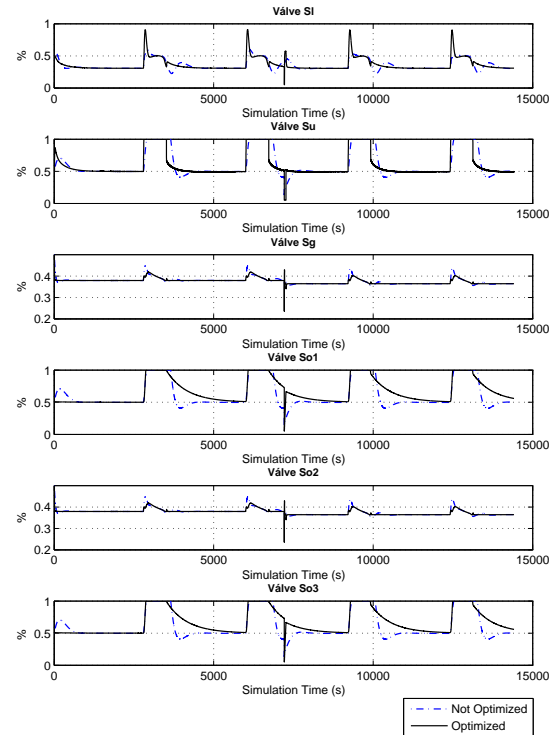 Válve Sl
1
0.5
0
%
0 5000 10000 15000
Simulation Time (s)
Válve Su
1
0.5
0
%
0 5000 10000 15000
Simulation Time (s)
Válve Sg
0.4
0.3
0.2
%
0 5000 10000 15000
Simulation Time (s)
Válve So1
1
0.5
0
%
0 5000 10000 15000
Simulation Time (s)
Válve So2
0.4
0.3
0.2
%
0 5000 10000 15000
Simulation Time (s)
Válve So3
1
0.5
0
%
0 5000 10000 15000
Simulation Time (s)
Not Optimized
Optimized